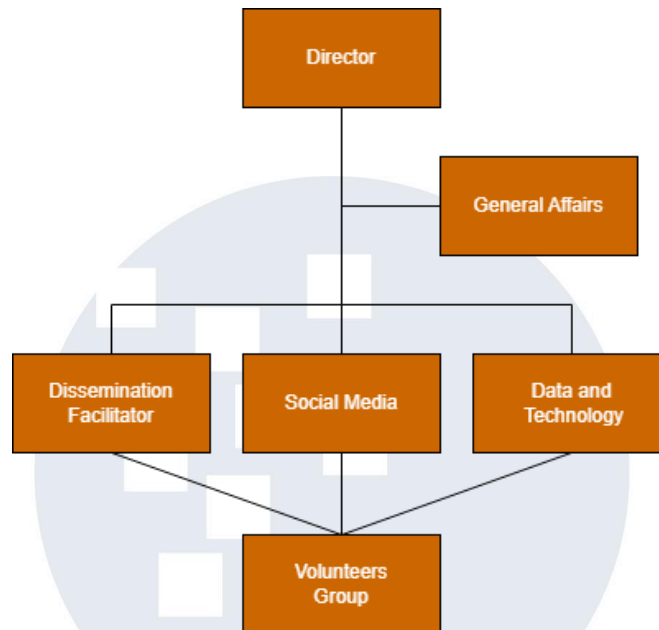 Director
General Affairs
Dissemination
Facilitator
Social Media
Data and
Technology
Volunteers
Group